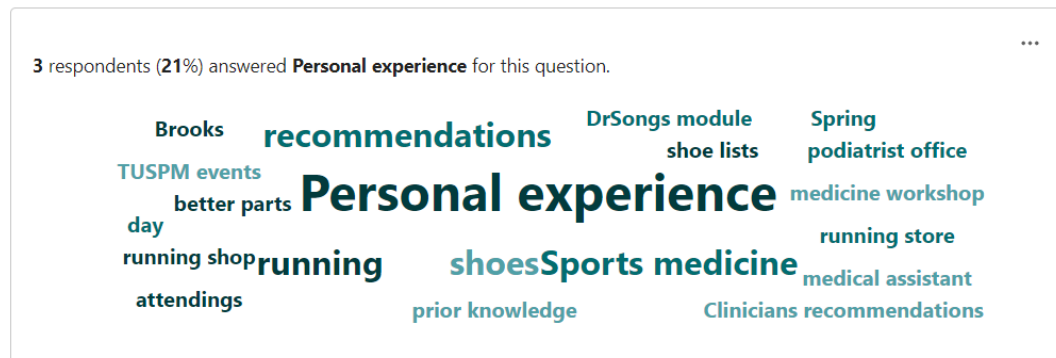 ...
3 respondents (21%) answered Personal experience for this question.
Brooks
recommendations
DrSongs module
Spring
shoe lists
podiatrist office
TUSPM events
better parts
Personal experience
medicine workshop
day
running store
running shop
running
shoes
Sports medicine
medical assistant
attendings
prior knowledge
Clinicians recommendations